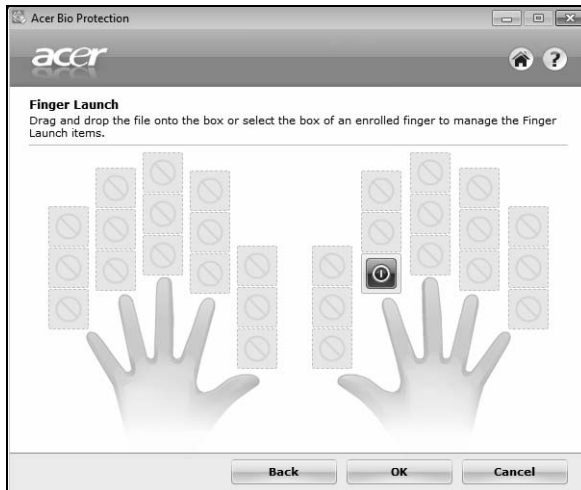 Acer Bio Protection
acer
?
Finger Launch
Drag and drop the file onto the box or select the box of an enrolled finger to manage the Finger
Launch items.
Back OK Cancel